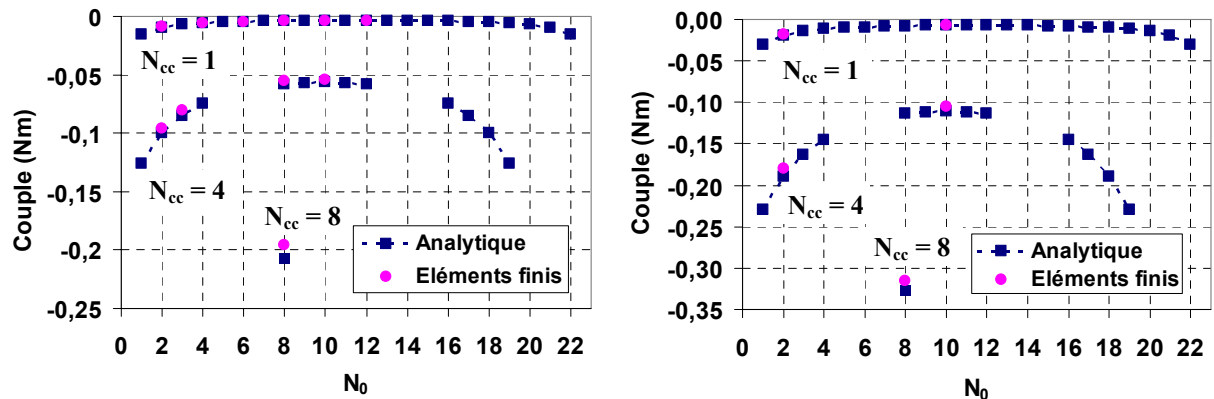 0
-0,05
-0,1
-0,15
-0,2
-0,25
Couple (Nm)
N_cc = 1
N_cc = 4
N_cc = 8
Analytique
Eléments finis
0 2 4 6 8 10 12 14 16 18 20 22
N_0
0,00
-0,05
-0,10
-0,15
-0,20
-0,25
-0,30
-0,35
Couple (Nm)
N_cc = 1
N_cc = 4
N_cc = 8
Analytique
Eléments finis
0 2 4 6 8 10 12 14 16 18 20 22
N_0